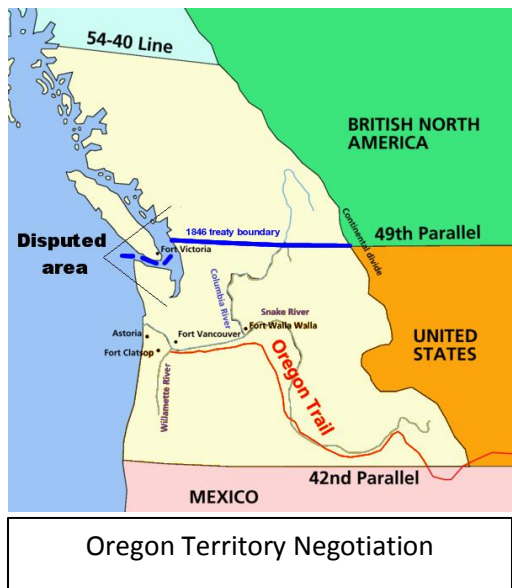 54-40 Line
BRITISH NORTH
AMERICA
Continental divide
1846 treaty boundary
49th Parallel
Disputed
area
Fort Victoria
Columbia River
Snake River
Fort Walla Walla
Astoria
Fort Vancouver
Fort Clatsop
UNITED
STATES
Willamette River
Oregon Trail
42nd Parallel
MEXICO
Oregon Territory Negotiation